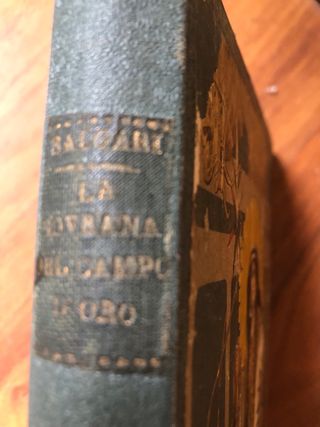 SALGARI
LA
SOVRANA
DEL CAMPO
D'ORO